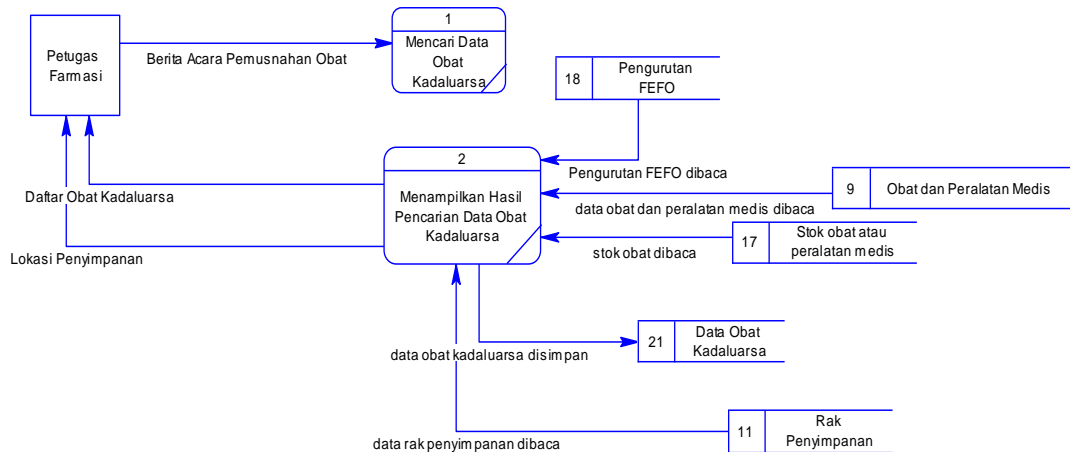 Petugas
Farmasi
Berita Acara Pemusnahan Obat
1
Mencari Data
Obat
Kadaluarsa
18
Pengurutan
FEFO
Pengurutan FEFO dibaca
2
Menampilkan Hasil
Pencarian Data Obat
Kadaluarsa
Daftar Obat Kadaluarsa
Lokasi Penyimpanan
9
Obat dan Peralatan Medis
data obat dan peralatan medis dibaca
17
Stok obat atau
peralatan medis
stok obat dibaca
21
Data Obat
Kadaluarsa
data obat kadaluarsa disimpan
11
Rak
Penyimpanan
data rak penyimpanan dibaca